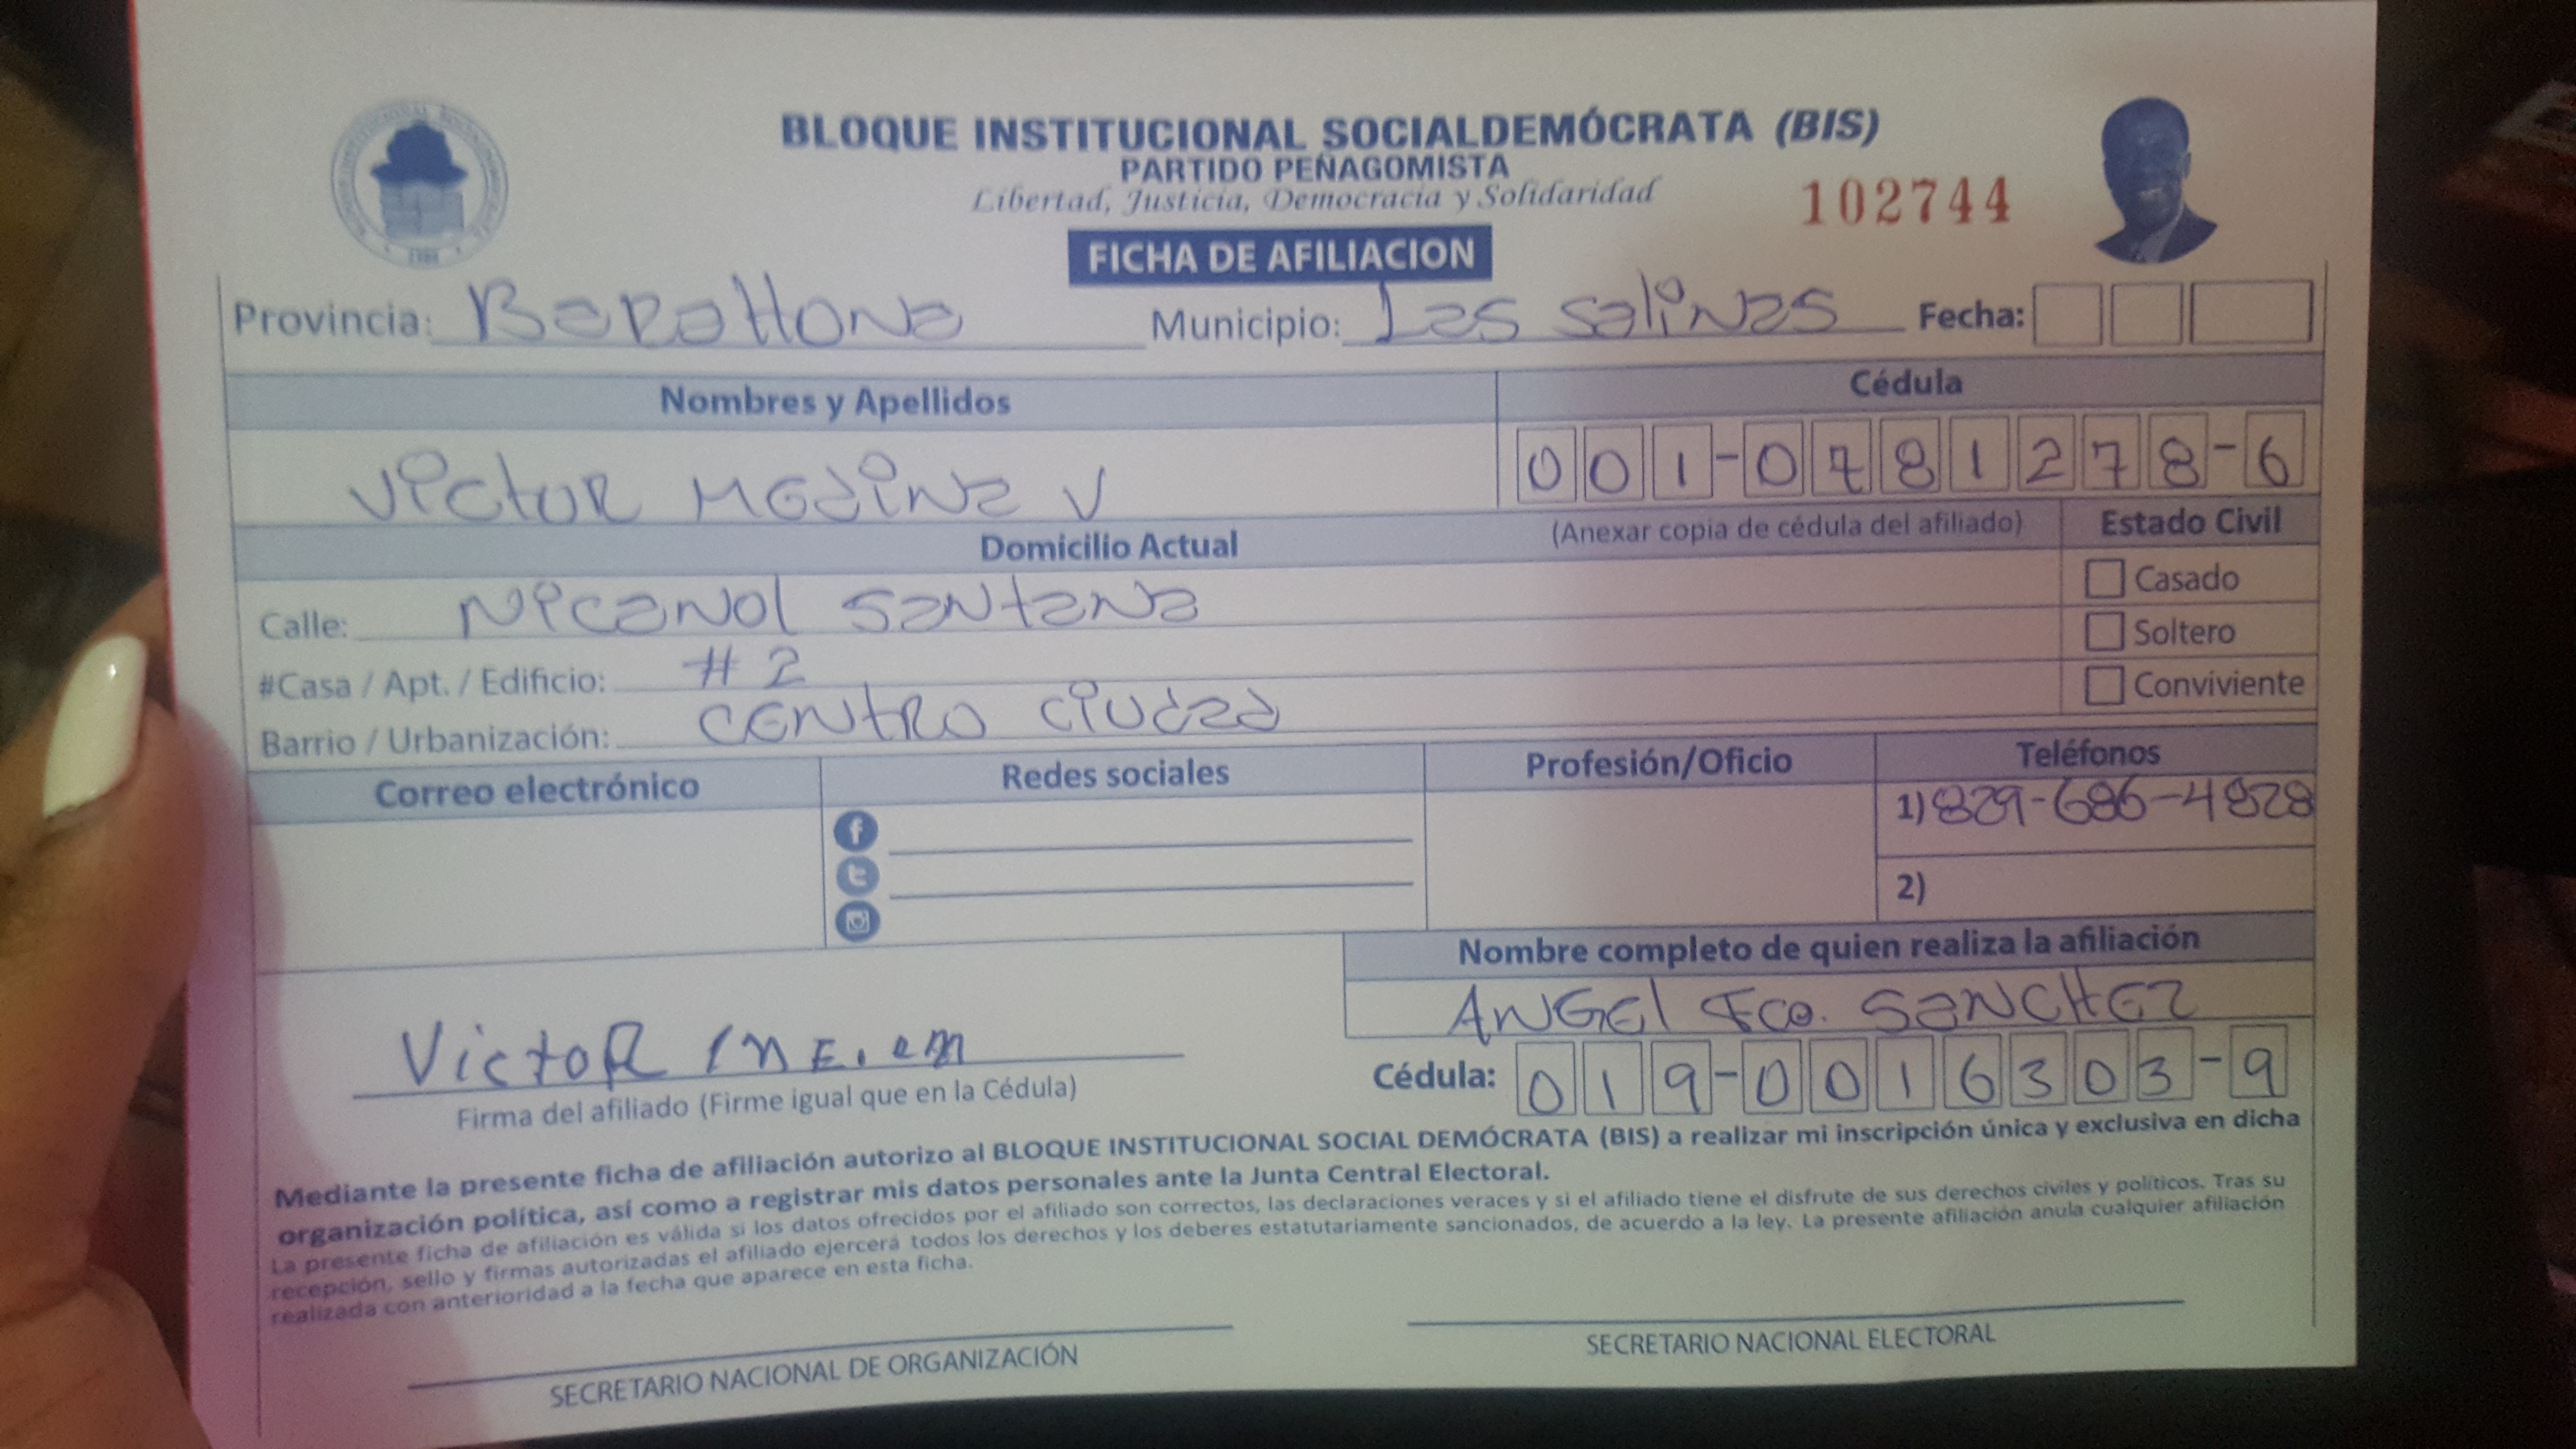 BLOQUE INSTITUCIONAL SOCIALDEMÓCRATA (BIS)
PARTIDO PEÑAGOMISTA
Libertad, Justicia, Democracia y Solidaridad
102744
FICHA DE AFILIACION
Provincia: BaRaHona Municipio: Las Salinas Fecha:
Nombres y Apellidos Cédula
Victor Medina V 001-0781278-6
Domicilio Actual (Anexar copia de cédula del afiliado) Estado Civil
Calle: Nicanol Santana Casado
#Casa / Apt. / Edificio: # 2 Soltero
Barrio / Urbanización: Centro Ciudad Conviviente
Correo electrónico Redes sociales Profesión/Oficio Teléfonos
1) 829-686-4828
2)
Nombre completo de quien realiza la afiliación
Angel Fco. Sanchez
Victor
Firma del afiliado (Firme igual que en la Cédula)
Cédula: 019-0016303-9
Mediante la presente ficha de afiliación autorizo al BLOQUE INSTITUCIONAL SOCIAL DEMÓCRATA (BIS) a realizar mi inscripción única y exclusiva en dicha
organización política, así como a registrar mis datos personales ante la Junta Central Electoral.
La presente ficha de afiliación es válida si los datos ofrecidos por el afiliado son correctos, las declaraciones veraces y si el afiliado tiene el disfrute de sus derechos civiles y políticos. Tras su
recepción, sello y firmas autorizadas el afiliado ejercerá todos los derechos y los deberes estatutariamente sancionados, de acuerdo a la ley. La presente afiliación anula cualquier afiliación
realizada con anterioridad a la fecha que aparece en esta ficha.
SECRETARIO NACIONAL DE ORGANIZACIÓN
SECRETARIO NACIONAL ELECTORAL